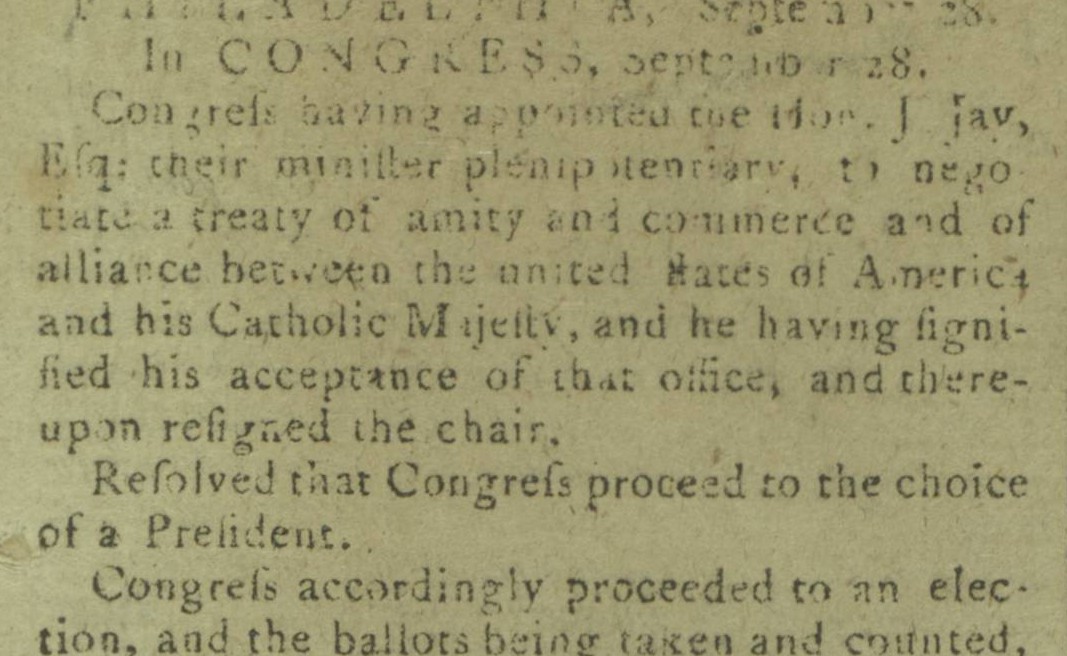 PHILADELPHIA, September 28.
In CONGRESS, September 28.
Congreſs having appointed the Hon. J Jay,
Eſq; their miniſter plenipotentiary, to nego-
tiate a treaty of amity and commerce and of
alliance between the united ſtates of America
and his Catholic Majeſty, and he having ſigni-
fied his acceptance of that office, and there-
upon reſigned the chair.
Reſolved that Congreſs proceed to the choice
of a Preſident.
Congreſs accordingly proceeded to an elec-
tion, and the ballots being taken and counted,